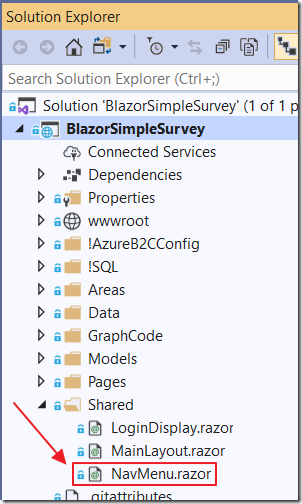 Solution Explorer
Search Solution Explorer (Ctrl+;)
Solution 'BlazorSimpleSurvey' (1 of 1 p
BlazorSimpleSurvey
Connected Services
Dependencies
Properties
wwwroot
!AzureB2CConfig
!SQL
Areas
Data
GraphCode
Models
Pages
Shared
LoginDisplay.razor
MainLayout.razor
NavMenu.razor
.gitattributes